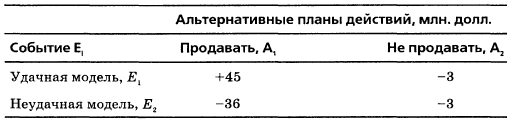 Альтернативные планы действий, млн. долл.
Событие Ei Продавать, A1 Не продавать, A2
Удачная модель, E1 +45 −3
Неудачная модель, E2 −36 −3